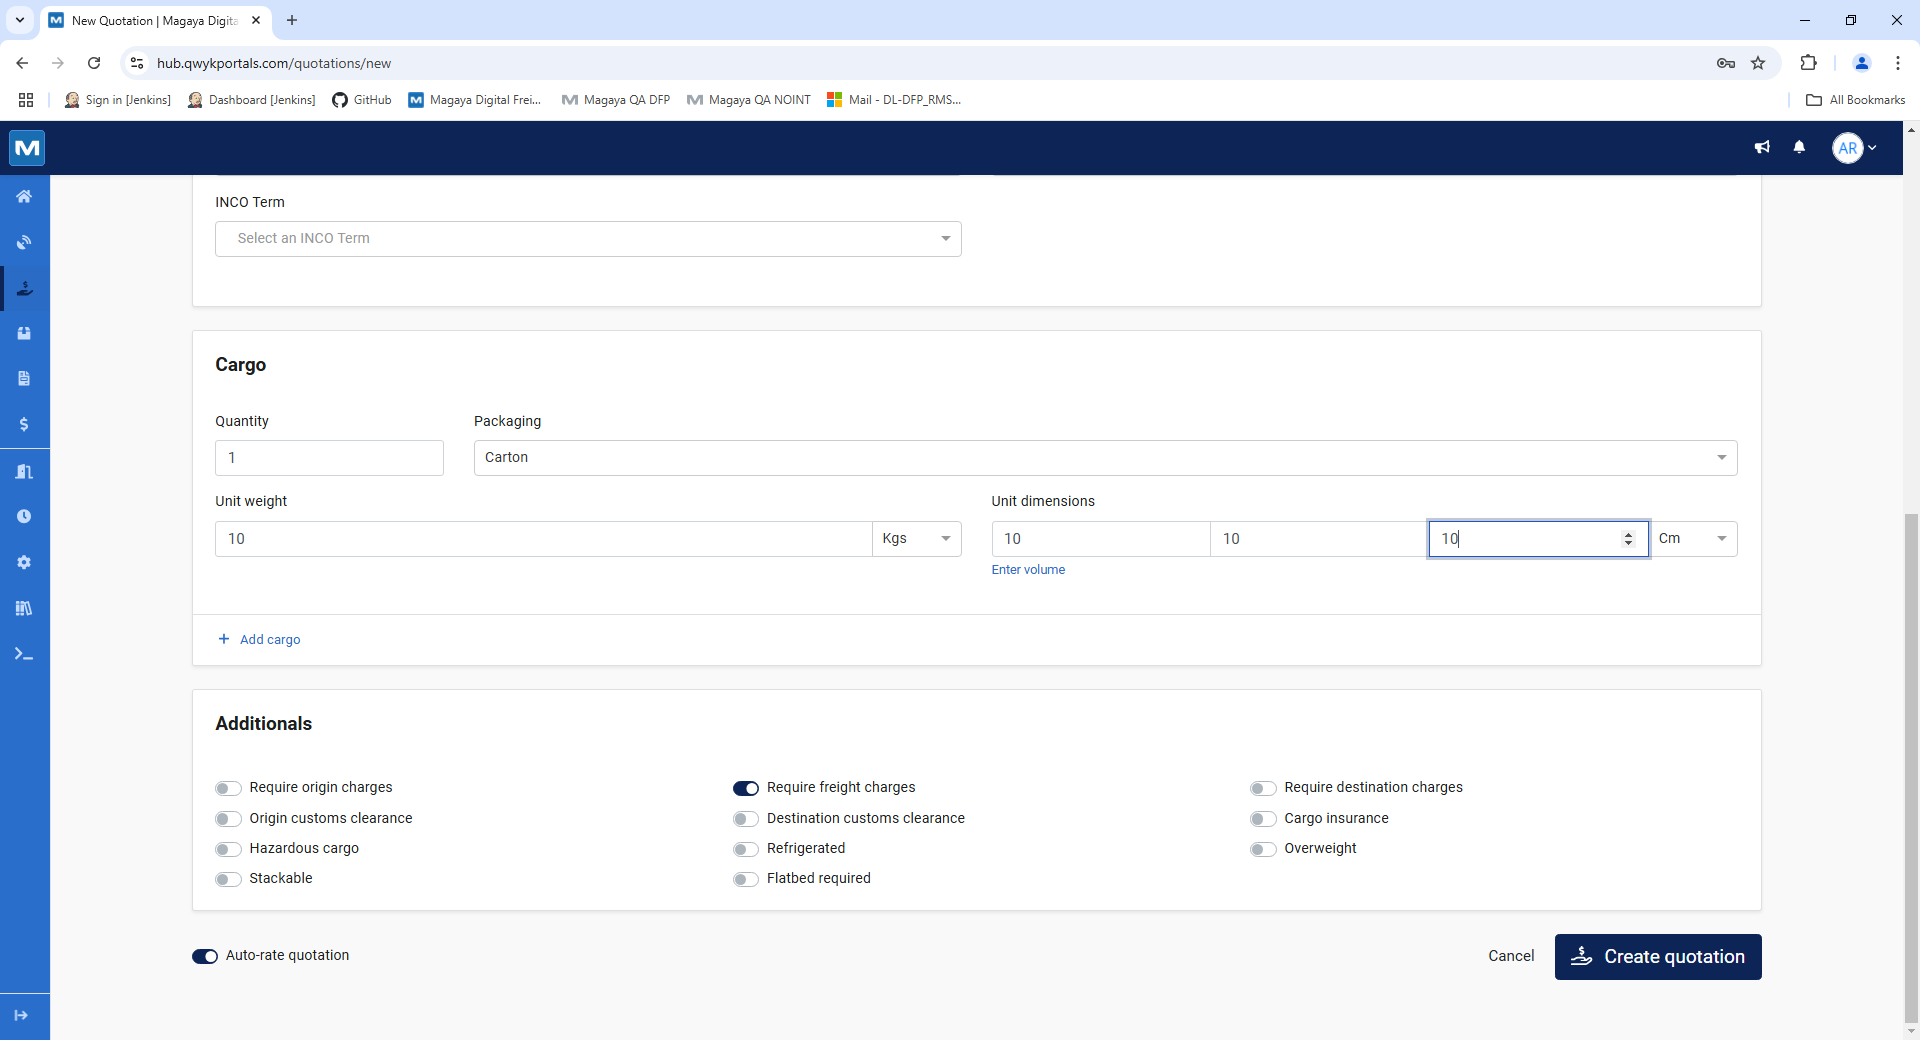 New Quotation | Magaya Digita
hub.qwykportals.com/quotations/new
Sign in [Jenkins]
Dashboard [Jenkins]
GitHub
Magaya Digital Frei...
Magaya QA DFP
Magaya QA NOINT
Mail - DL-DFP_RMS...
All Bookmarks
AR
INCO Term
Select an INCO Term
Cargo
Quantity
Packaging
1
Carton
Unit weight
Unit dimensions
10
Kgs
10
10
10
Cm
Enter volume
+ Add cargo
Additionals
Require origin charges
Require freight charges
Require destination charges
Origin customs clearance
Destination customs clearance
Cargo insurance
Hazardous cargo
Refrigerated
Overweight
Stackable
Flatbed required
Auto-rate quotation
Cancel
Create quotation